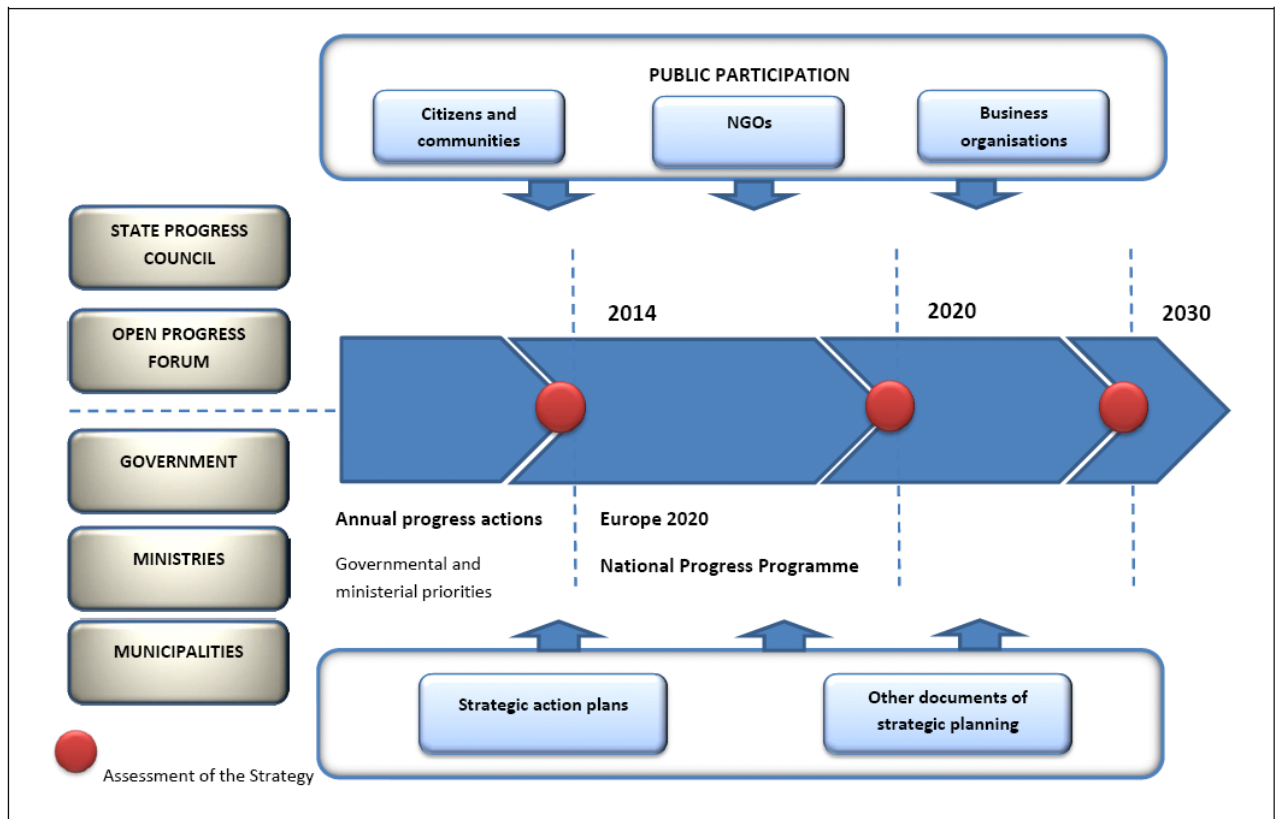 PUBLIC PARTICIPATION
Citizens and
communities
NGOs
Business
organisations
STATE PROGRESS
COUNCIL
OPEN PROGRESS
FORUM
GOVERNMENT
MINISTRIES
MUNICIPALITIES
2014
2020
2030
Annual progress actions
Governmental and
ministerial priorities
Europe 2020
National Progress Programme
Strategic action plans
Other documents of
strategic planning
Assessment of the Strategy